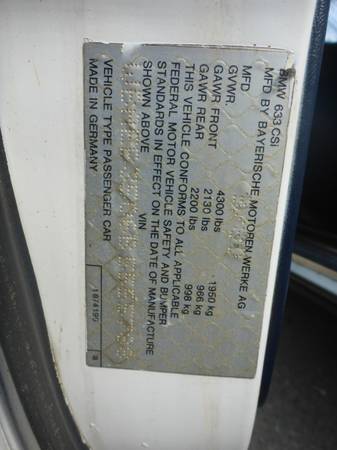 BMW 633 CSI
MFD BY BAYERISCHE MOTOREN WERKE AG
MFD
GVWR 4300 lbs 1950 kg
GAWR FRONT 2130 lbs 966 kg
GAWR REAR 2200 lbs 998 kg
THIS VEHICLE CONFORMS TO ALL APPLICABLE
FEDERAL MOTOR VEHICLE SAFETY AND BUMPER
STANDARDS IN EFFECT ON THE DATE OF MANUFACTURE
SHOWN ABOVE VIN
VEHICLE TYPE PASSENGER CAR
MADE IN GERMANY